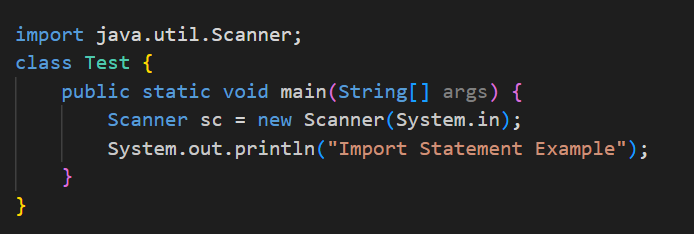 import java.util.Scanner;
class Test {
    public static void main(String[] args) {
        Scanner sc = new Scanner(System.in);
        System.out.println("Import Statement Example");
    }
}